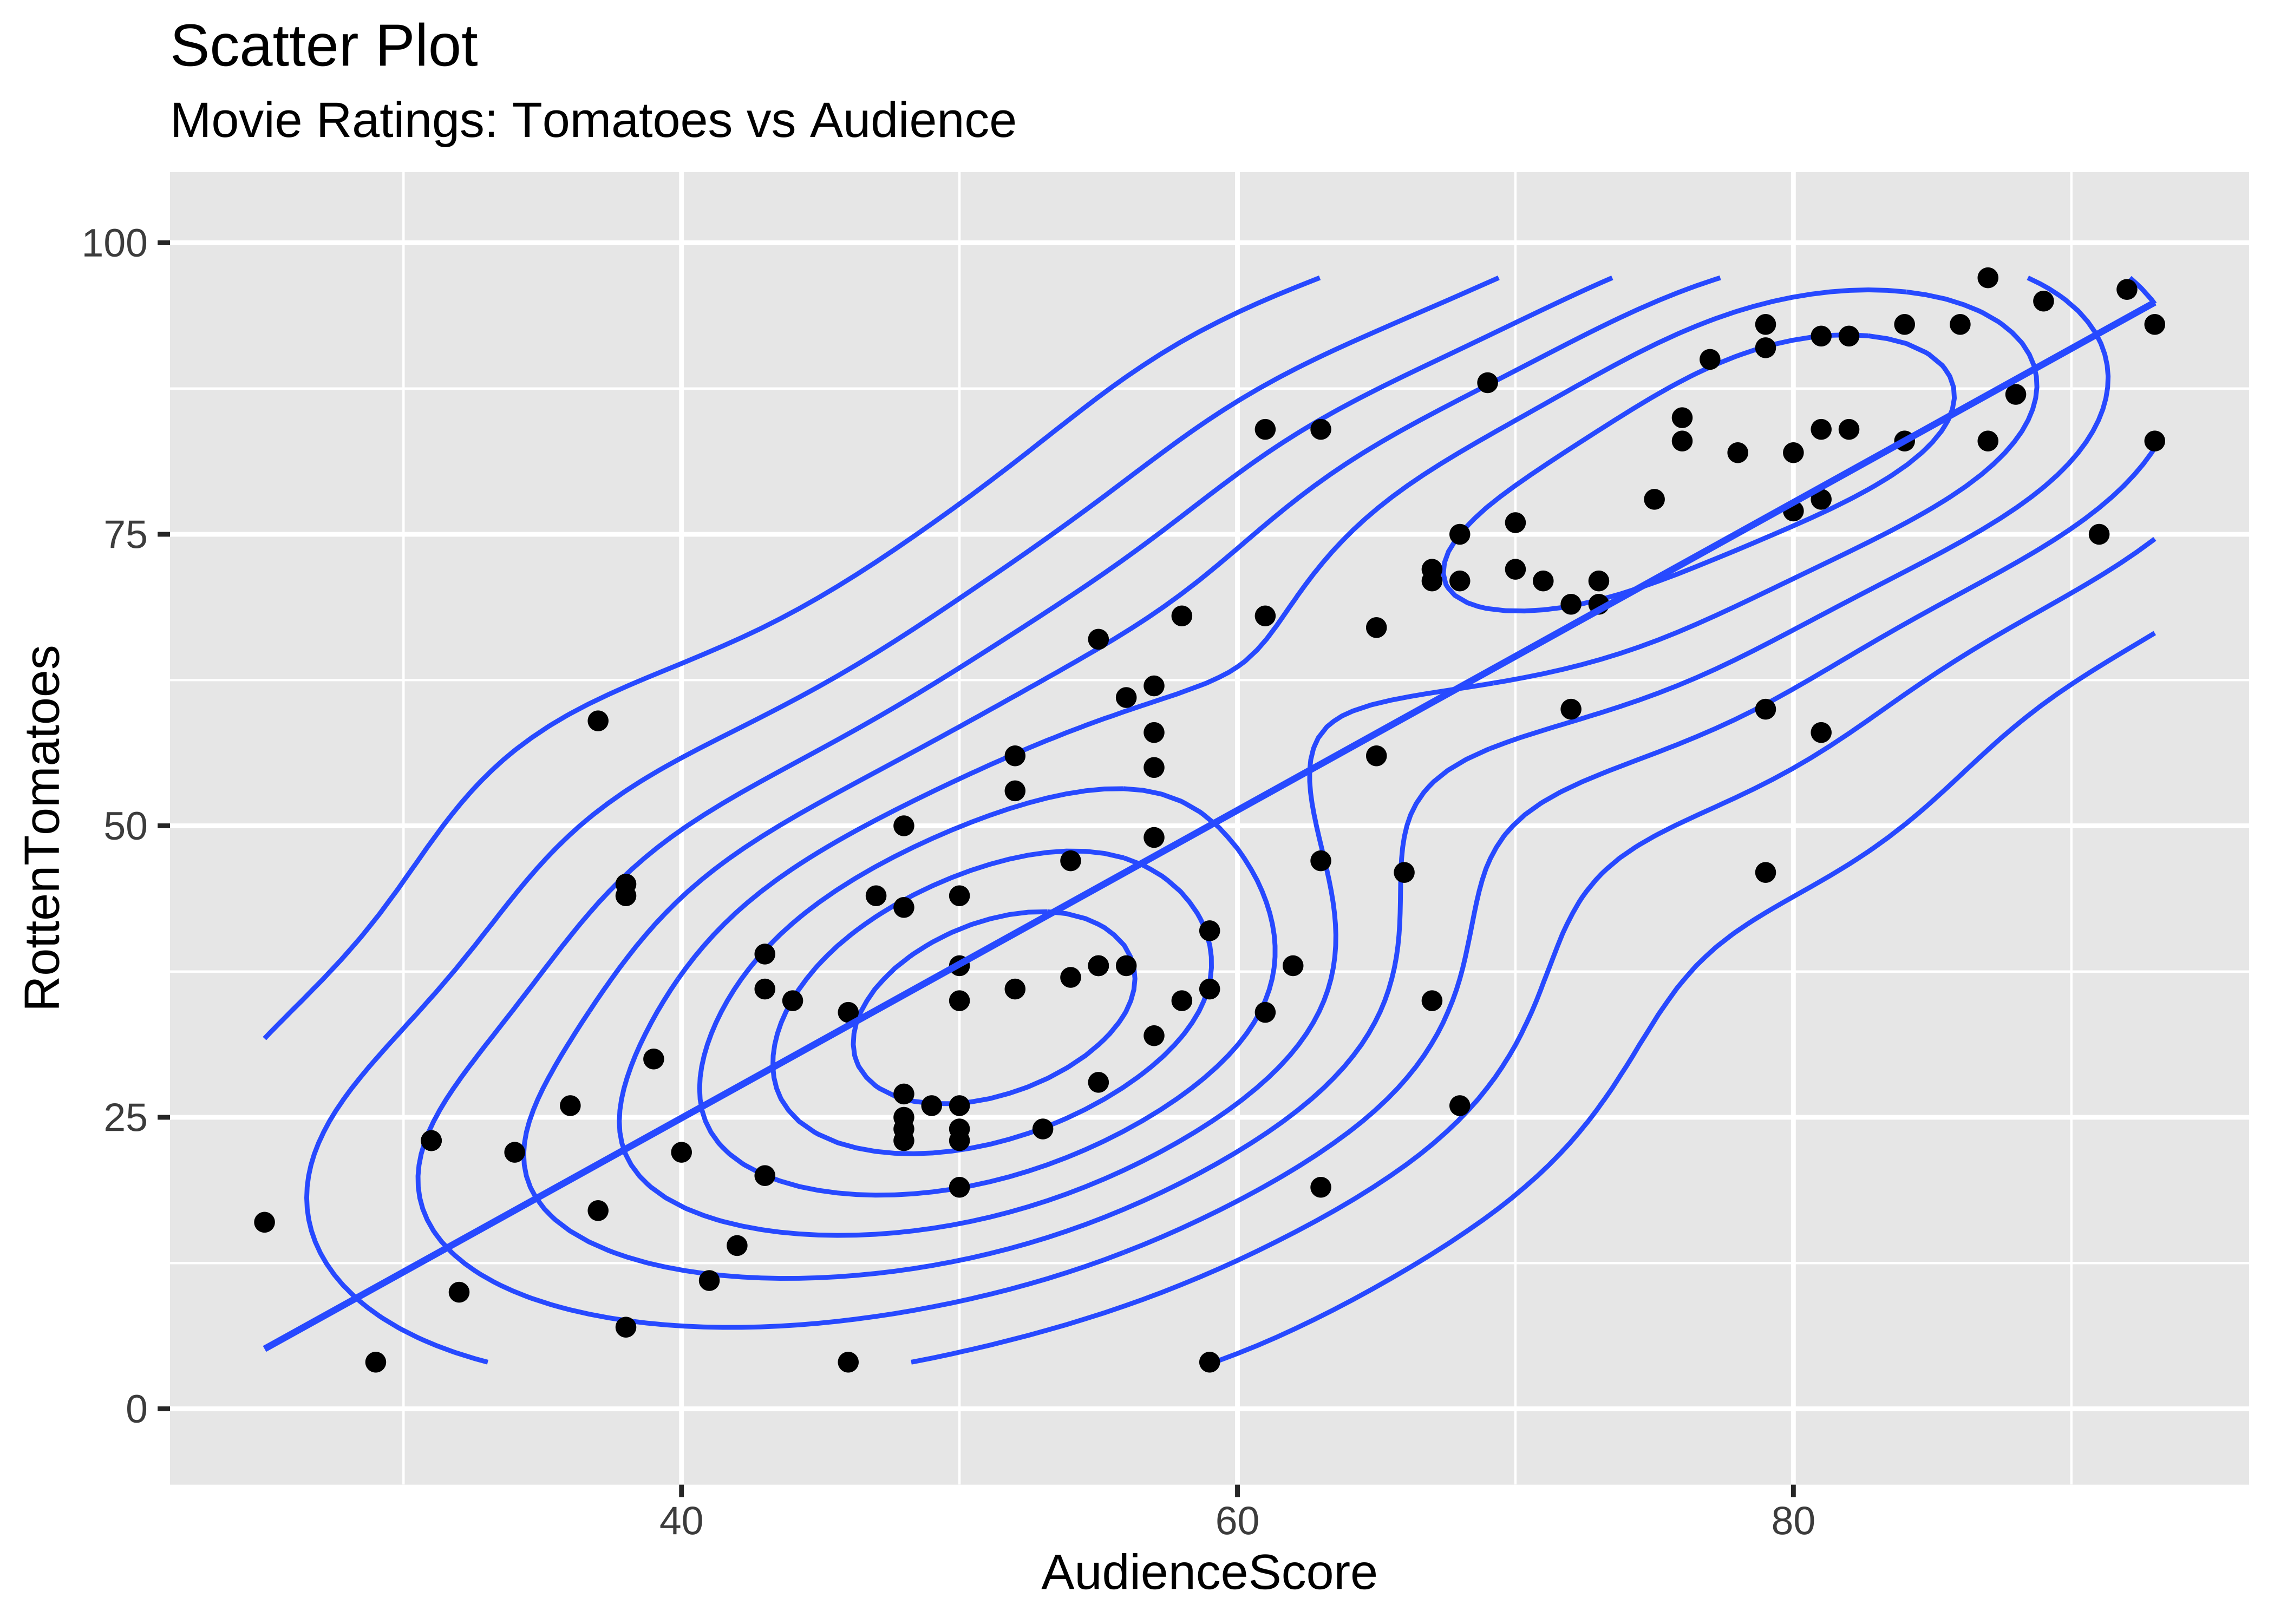 Scatter Plot
Movie Ratings: Tomatoes vs Audience
100
75
50
25
0
RottenTomatoes
40 60 80
AudienceScore